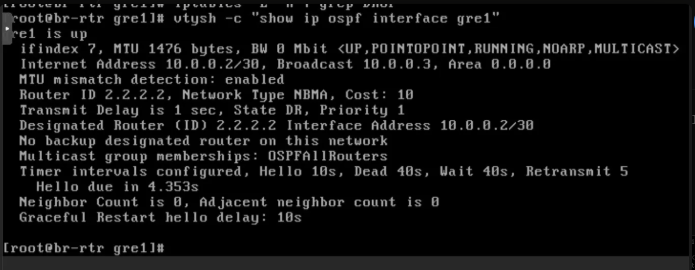 [root@br-rtr gre1]# vtysh -c "show ip ospf interface gre1"
gre1 is up
ifindex 7, MTU 1476 bytes, BW 0 Mbit <UP,POINTOPOINT,RUNNING,NOARP,MULTICAST>
Internet Address 10.0.0.2/30, Broadcast 10.0.0.3, Area 0.0.0.0
MTU mismatch detection: enabled
Router ID 2.2.2.2, Network Type NBMA, Cost: 10
Transmit Delay is 1 sec, State DR, Priority 1
Designated Router (ID) 2.2.2.2 Interface Address 10.0.0.2/30
No backup designated router on this network
Multicast group memberships: OSPFAllRouters
Timer intervals configured, Hello 10s, Dead 40s, Wait 40s, Retransmit 5
Hello due in 4.353s
Neighbor Count is 0, Adjacent neighbor count is 0
Graceful Restart hello delay: 10s
[root@br-rtr gre1]#